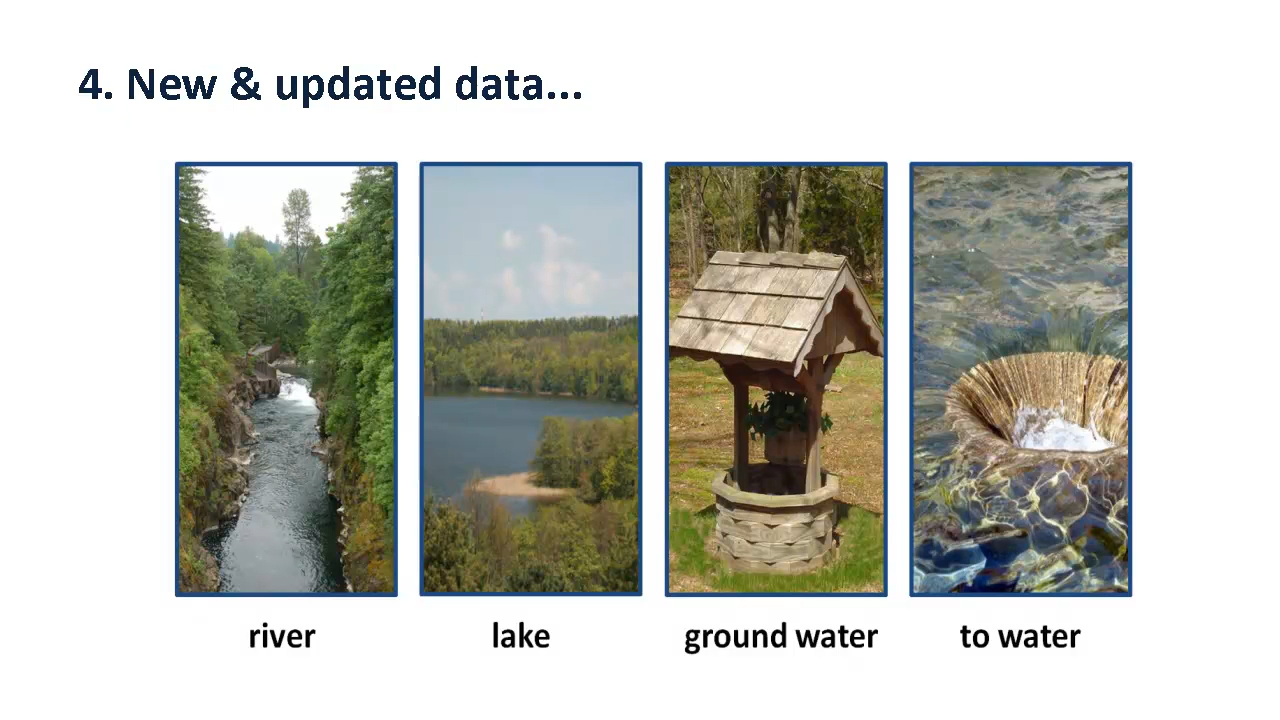 4. New & updated data...
river
lake
ground water
to water